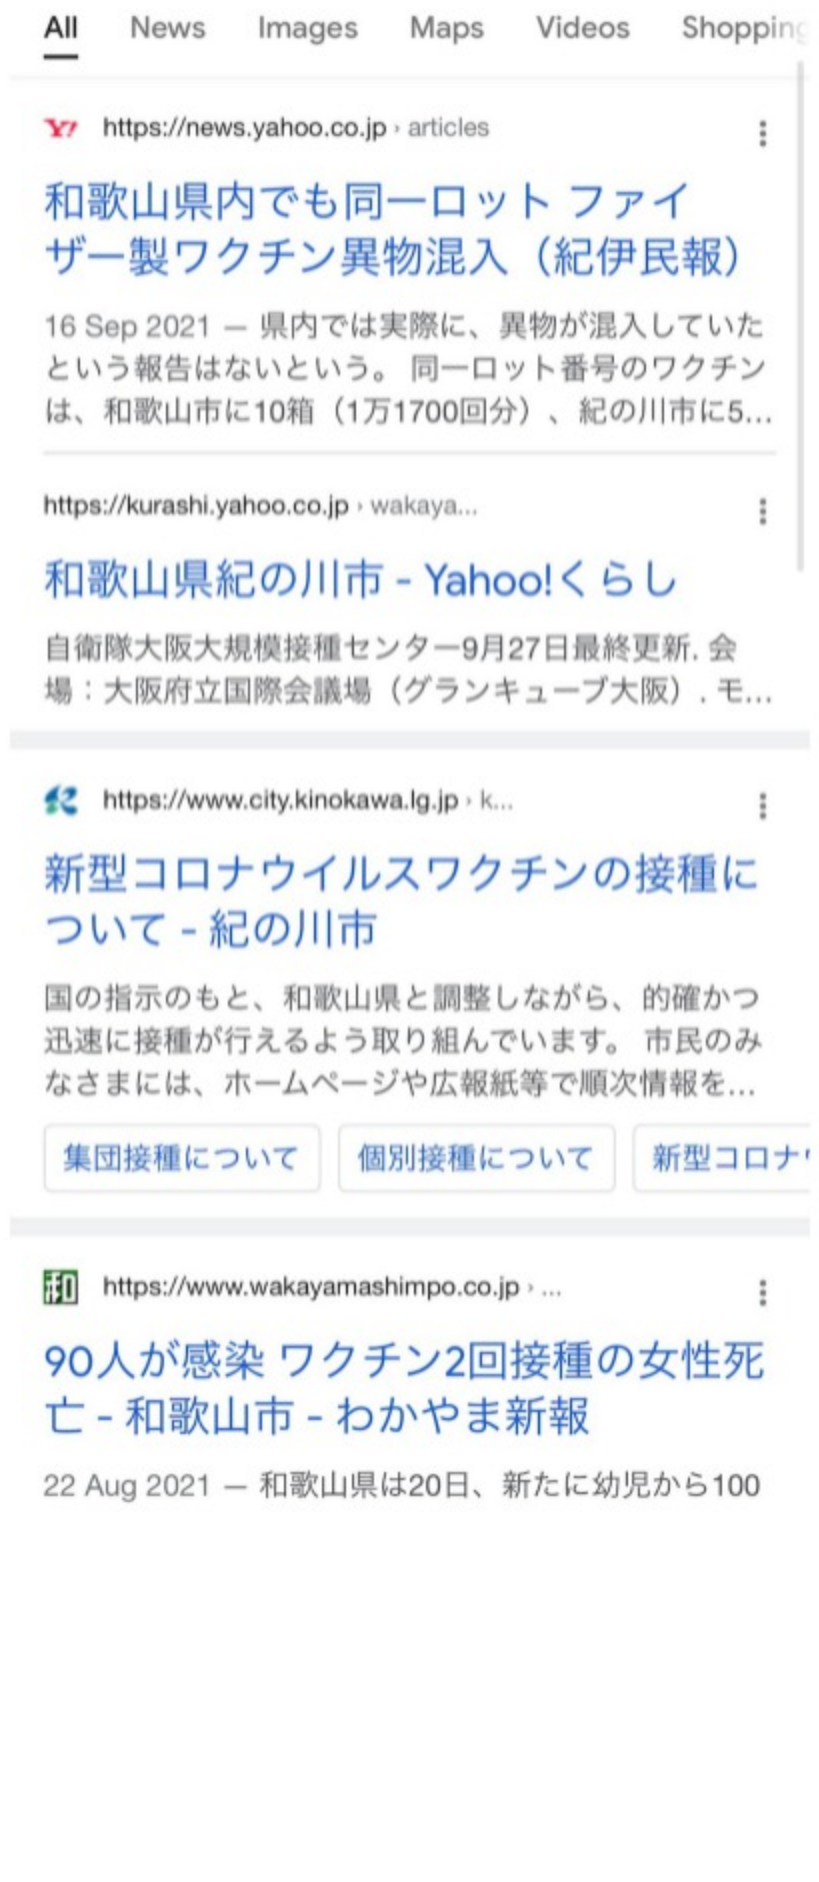 All News Images Maps Videos Shopping
https://news.yahoo.co.jp › articles
和歌山県内でも同一ロット ファイ
ザー製ワクチン異物混入（紀伊民報）
16 Sep 2021 — 県内では実際に、異物が混入していた
という報告はないという。 同一ロット番号のワクチン
は、和歌山市に10箱（1万1700回分）、紀の川市に5...
https://kurashi.yahoo.co.jp › wakaya...
和歌山県紀の川市 - Yahoo!くらし
自衛隊大阪大規模接種センター9月27日最終更新. 会
場：大阪府立国際会議場（グランキューブ大阪）. モ...
https://www.city.kinokawa.lg.jp › k...
新型コロナウイルスワクチンの接種に
ついて - 紀の川市
国の指示のもと、和歌山県と調整しながら、的確かつ
迅速に接種が行えるよう取り組んでいます。 市民のみ
なさまには、ホームページや広報紙等で順次情報を...
集団接種について 個別接種について 新型コロナ
和 https://www.wakayamashimpo.co.jp › ...
90人が感染 ワクチン2回接種の女性死
亡 - 和歌山市 - わかやま新報
22 Aug 2021 — 和歌山県は20日、新たに幼児から100